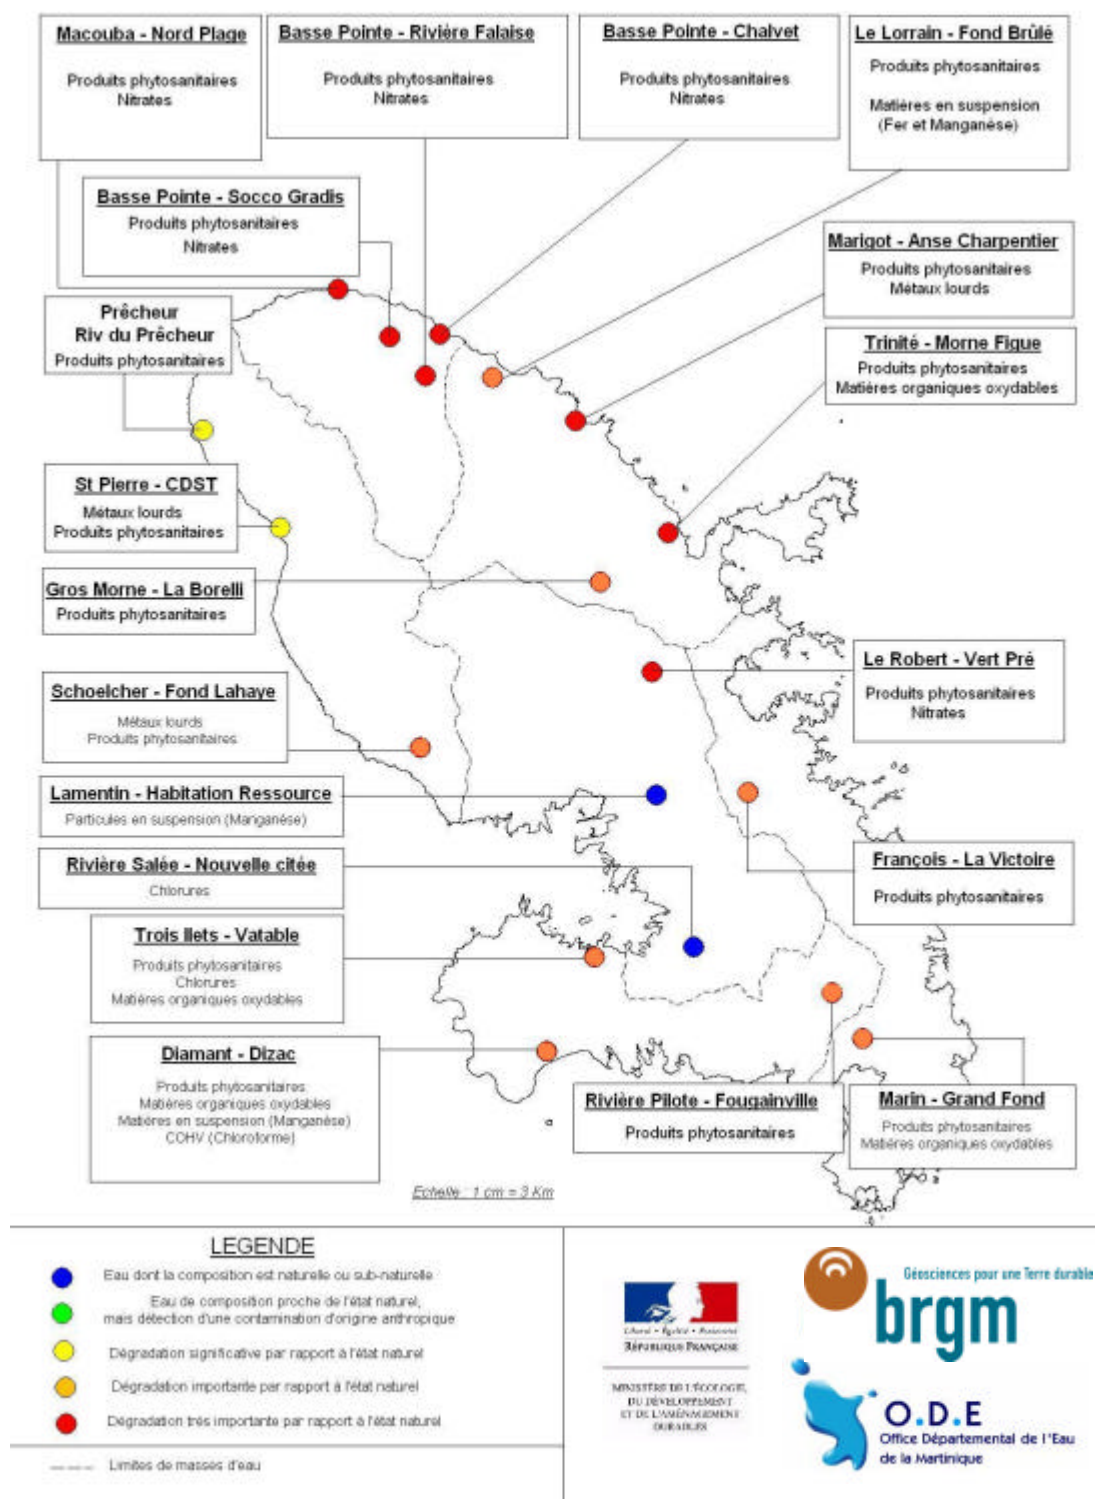 Macouba - Nord Plage
Produits phytosanitaires
Nitrates
Basse Pointe - Rivière Falaise
Produits phytosanitaires
Nitrates
Basse Pointe - Chalvet
Produits phytosanitaires
Nitrates
Le Lorrain - Fond Brûlé
Produits phytosanitaires
Matières en suspension
(Fer et Manganèse)
Basse Pointe - Socco Gradis
Produits phytosanitaires
Nitrates
Marigot - Anse Charpentier
Produits phytosanitaires
Métaux lourds
Prêcheur
Riv du Prêcheur
Produits phytosanitaires
Trinité - Morne Figue
Produits phytosanitaires
Matières organiques oxydables
St Pierre - CDST
Métaux lourds
Produits phytosanitaires
Gros Morne - La Borelli
Produits phytosanitaires
Le Robert - Vert Pré
Produits phytosanitaires
Nitrates
Schoelcher - Fond Lahaye
Métaux lourds
Produits phytosanitaires
Lamentin - Habitation Ressource
Particules en suspension (Manganèse)
Rivière Salée - Nouvelle citée
Chlorures
François - La Victoire
Produits phytosanitaires
Trois Ilets - Vatable
Produits phytosanitaires
Chlorures
Matières organiques oxydables
Diamant - Dizac
Produits phytosanitaires
Matières organiques oxydables
Matières en suspension (Manganèse)
COHV (Chloroforme)
Rivière Pilote - Fougainville
Produits phytosanitaires
Marin - Grand Fond
Produits phytosanitaires
Matières organiques oxydables
Echelle : 1 cm = 3 Km
LEGENDE
Eau dont la composition est naturelle ou sub-naturelle
Eau de composition proche de l'état naturel,
mais détection d'une contamination d'origine anthropique
Dégradation significative par rapport à l'état naturel
Dégradation importante par rapport à l'état naturel
Dégradation très importante par rapport à l'état naturel
Limites de masses d'eau
Liberté • Égalité • Fraternité
RÉPUBLIQUE FRANÇAISE
MINISTÈRE DE L'ÉCOLOGIE,
DU DÉVELOPPEMENT
ET DE L'AMÉNAGEMENT
DURABLES
Géosciences pour une Terre durable
brgm
O.D.E
Office Départemental de l'Eau
de la Martinique